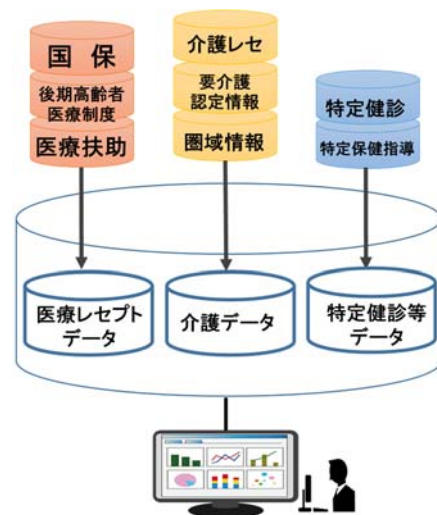 国保
後期高齢者
医療制度
医療扶助
介護レセ
要介護
認定情報
圏域情報
特定健診
特定保健指導
医療レセプト
データ
介護データ
特定健診等
データ